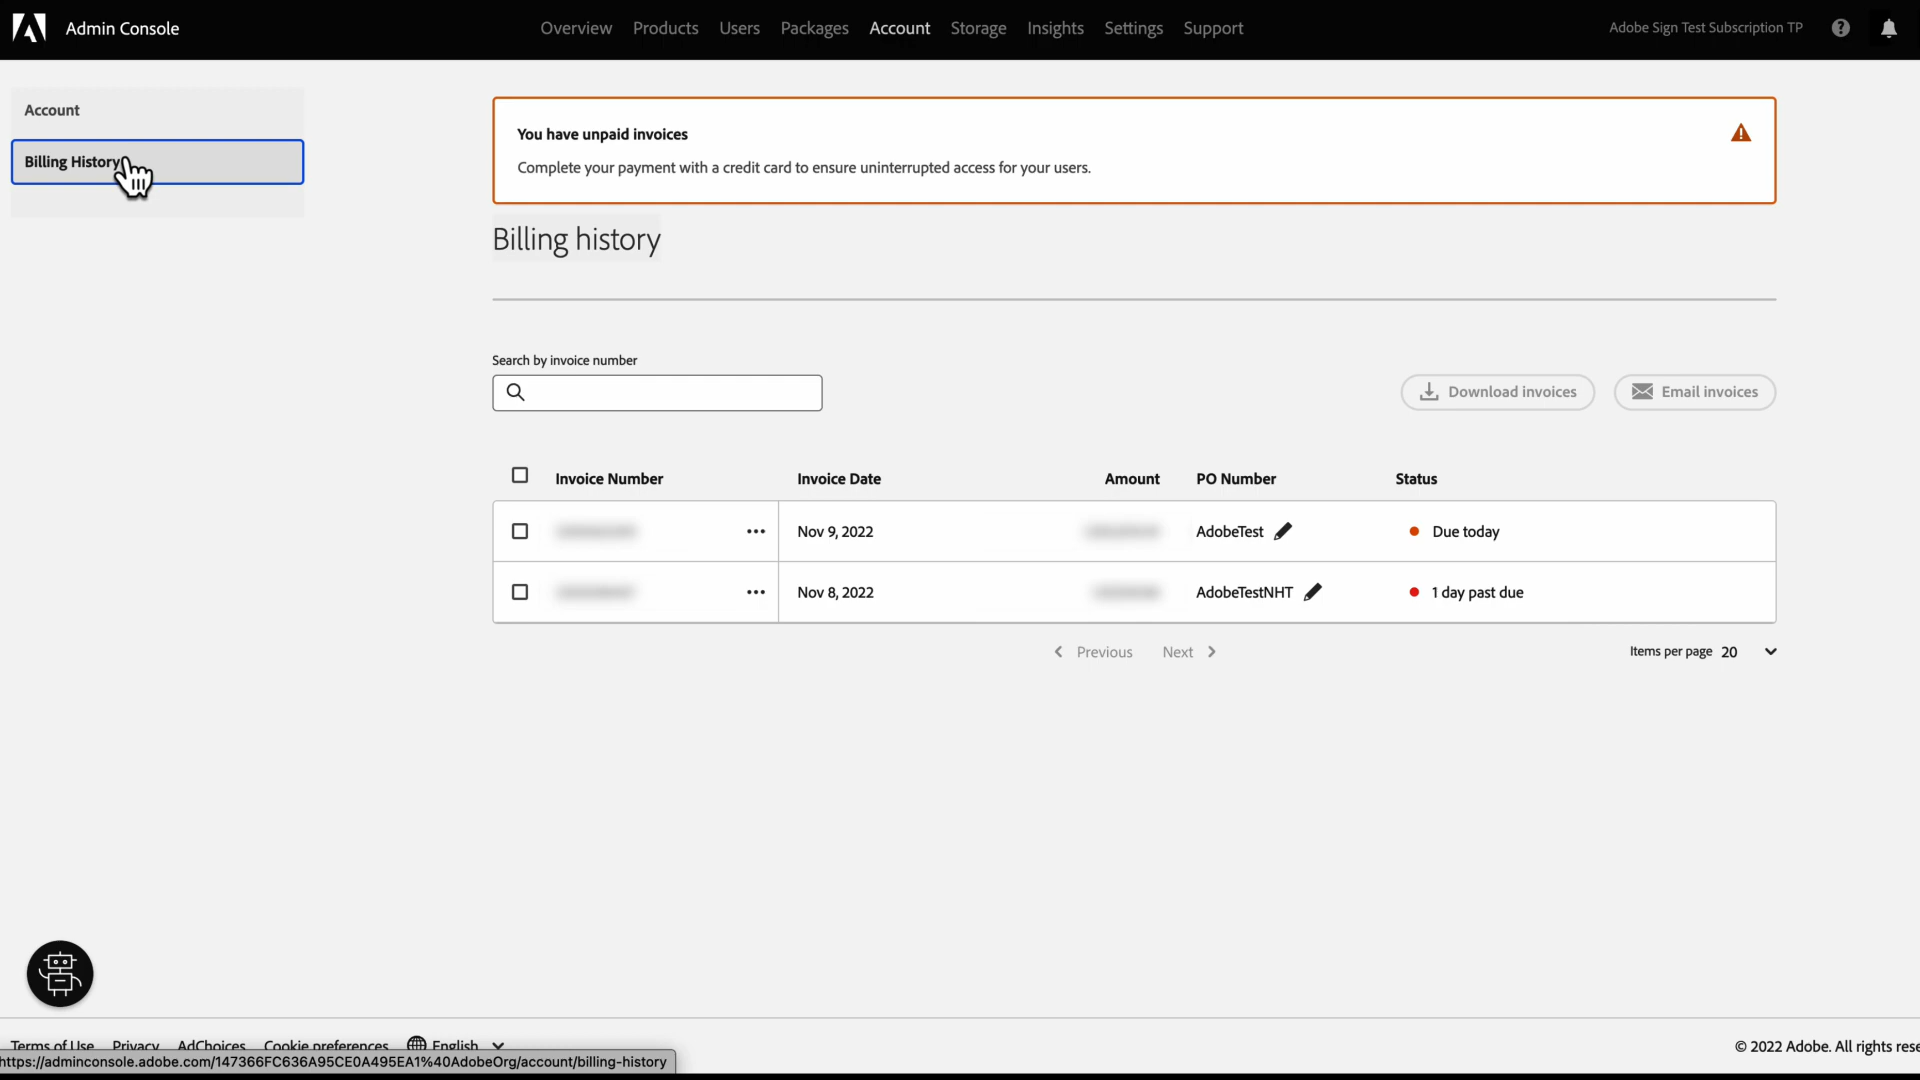 Admin Console
Overview Products Users Packages Account Storage Insights Settings Support
Adobe Sign Test Subscription TP
Account
Billing History
You have unpaid invoices
Complete your payment with a credit card to ensure uninterrupted access for your users.
Billing history
Search by invoice number
Download invoices Email invoices
Invoice Number Invoice Date Amount PO Number Status
Nov 9, 2022 AdobeTest Due today
Nov 8, 2022 AdobeTestNHT 1 day past due
Previous Next Items per page 20
Terms of Use Privacy AdChoices Cookie preferences English
© 2022 Adobe. All rights rese
https://adminconsole.adobe.com/147366FC636A95CE0A495EA1%40AdobeOrg/account/billing-history